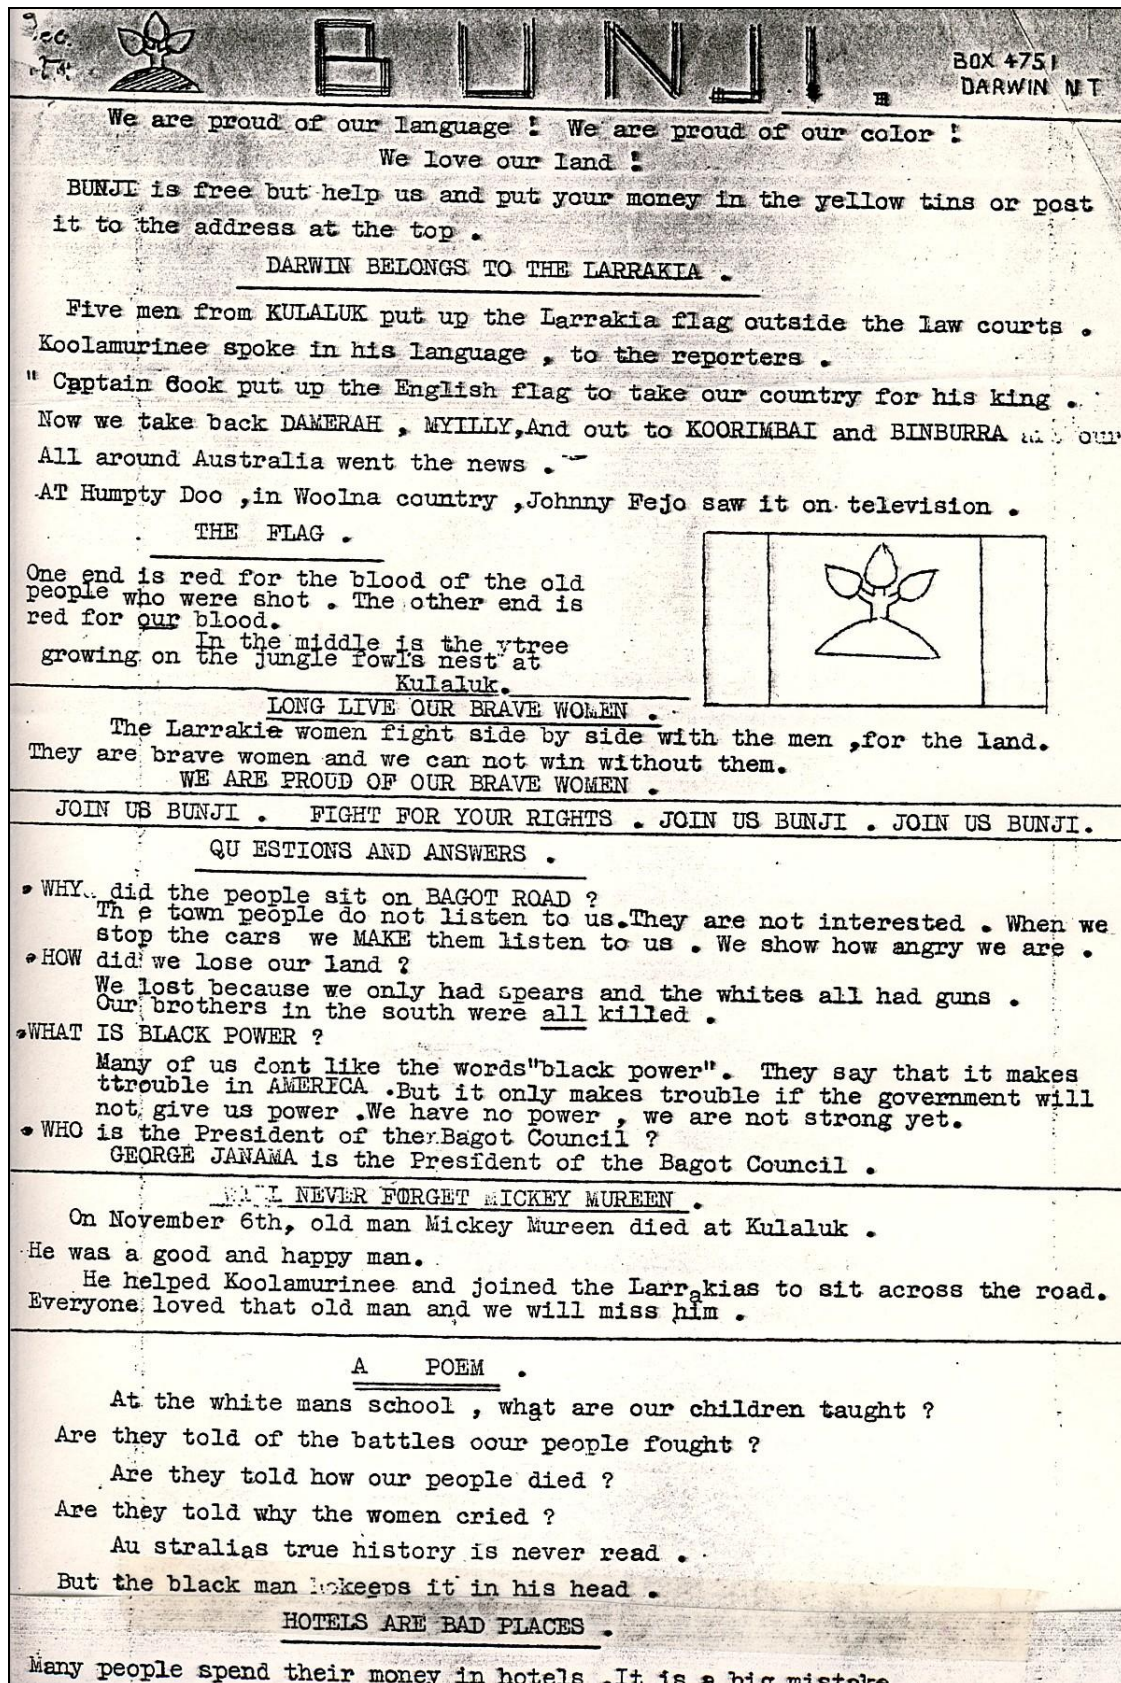 Dec.
BUNJI.
BOX 4751
DARWIN N T
We are proud of our language ! We are proud of our color !
We love our land !
BUNJI is free but help us and put your money in the yellow tins or post
it to the address at the top .
DARWIN BELONGS TO THE LARRAKIA .
Five men from KULALUK put up the Larrakia flag outside the law courts .
Koolamurinee spoke in his language , to the reporters .
" Captain Cook put up the English flag to take our country for his king .
Now we take back DAMERAH , MYILLY,And out to KOORIMBAI and BINBURRA our
All around Australia went the news .
AT Humpty Doo ,in Woolna country ,Johnny Fejo saw it on television .
THE FLAG .
One end is red for the blood of the old
people who were shot . The other end is
red for our blood.
In the middle is the ytree
growing on the jungle fowls nest at
Kulaluk.
LONG LIVE OUR BRAVE WOMEN .
The Larrakie women fight side by side with the men ,for the land.
They are brave women and we can not win without them.
WE ARE PROUD OF OUR BRAVE WOMEN .
JOIN US BUNJI . FIGHT FOR YOUR RIGHTS . JOIN US BUNJI . JOIN US BUNJI.
QU ESTIONS AND ANSWERS .
• WHY did the people sit on BAGOT ROAD ?
Th e town people do not listen to us.They are not interested . When we
stop the cars we MAKE them listen to us . We show how angry we are .
• HOW did we lose our land ?
We lost because we only had spears and the whites all had guns .
Our brothers in the south were all killed .
• WHAT IS BLACK POWER ?
Many of us dont like the words"black power". They say that it makes
ttrouble in AMERICA .But it only makes trouble if the government will
not give us power .We have no power , we are not strong yet.
• WHO is the President of the Bagot Council ?
GEORGE JANAMA is the President of the Bagot Council .
NEVER FORGET MICKEY MUREEN .
On November 6th, old man Mickey Mureen died at Kulaluk .
He was a good and happy man.
He helped Koolamurinee and joined the Larrakias to sit across the road.
Everyone loved that old man and we will miss him .
A POEM .
At the white mans school , what are our children taught ?
Are they told of the battles oour people fought ?
Are they told how our people died ?
Are they told why the women cried ?
Au stralias true history is never read .
But the black man keeps it in his head .
HOTELS ARE BAD PLACES .
Many people spend their money in hotels .It is a big mistake